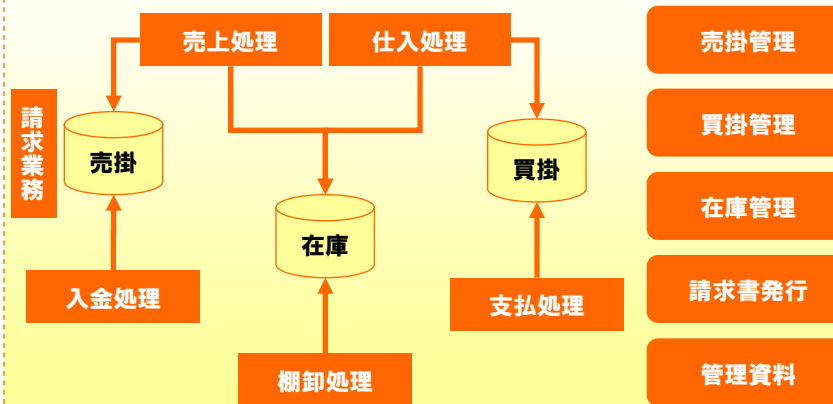 売上処理
仕入処理
請求業務
売掛
買掛
在庫
入金処理
支払処理
棚卸処理
売掛管理
買掛管理
在庫管理
請求書発行
管理資料